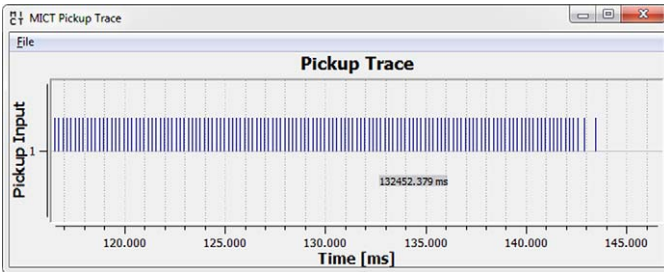 MICT Pickup Trace
File
Pickup Trace
Pickup Input
1
132452.379 ms
120.000 125.000 130.000 135.000 140.000 145.000
Time [ms]